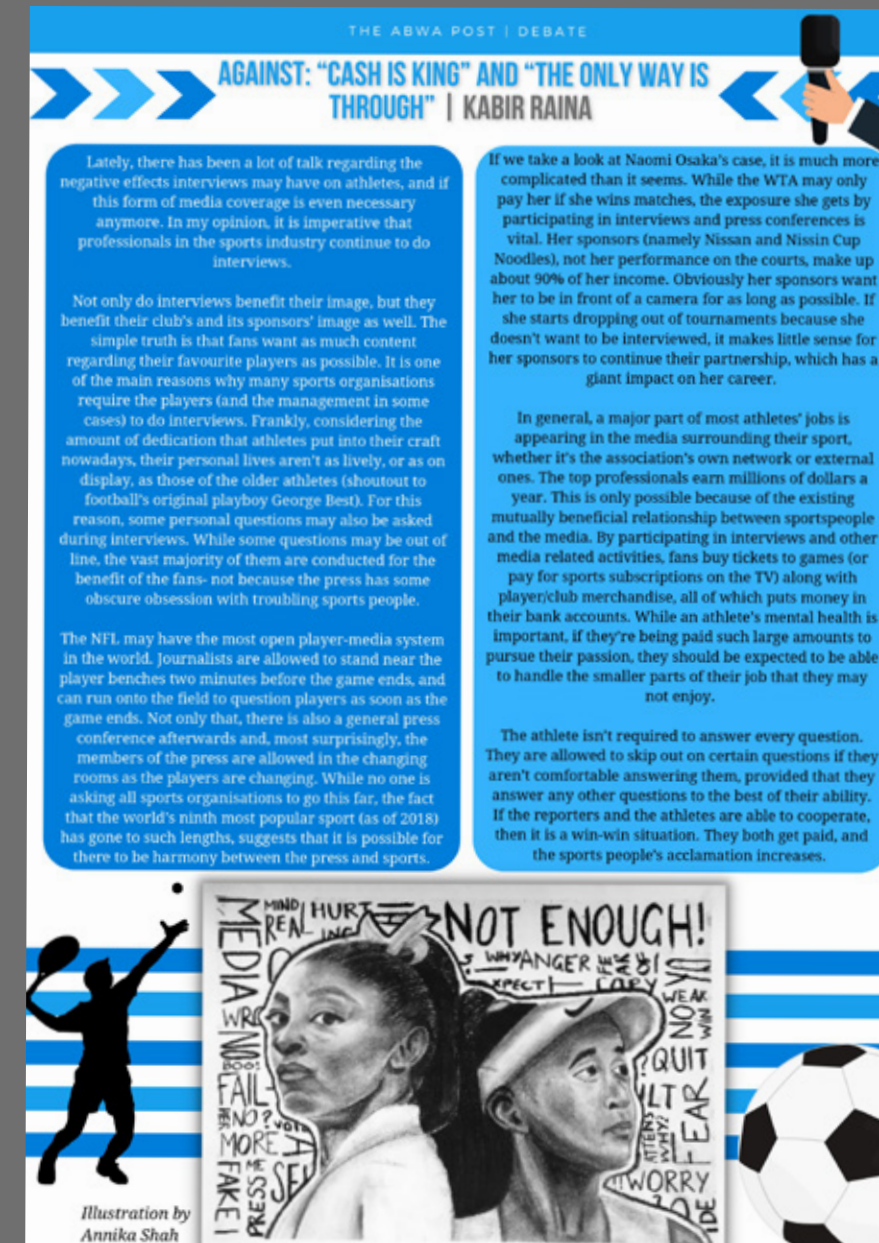 THE ABWA POST | DEBATE
AGAINST: “CASH IS KING” AND “THE ONLY WAY IS
THROUGH” | KABIR RAINA
Lately, there has been a lot of talk regarding the
negative effects interviews may have on athletes, and if
this form of media coverage is even necessary
anymore. In my opinion, it is imperative that
professionals in the sports industry continue to do
interviews.
Not only do interviews benefit their image, but they
benefit their club's and its sponsors' image as well. The
simple truth is that fans want as much content
regarding their favourite players as possible. It is one
of the main reasons why many sports organisations
require the players (and the management in some
cases) to do interviews. Frankly, considering the
amount of dedication that athletes put into their craft
nowadays, their personal lives aren't as lively, or as on
display, as those of the older athletes (shoutout to
football's original playboy George Best). For this
reason, some personal questions may also be asked
during interviews. While some questions may be out of
line, the vast majority of them are conducted for the
benefit of the fans- not because the press has some
obscure obsession with troubling sports people.
The NFL may have the most open player-media system
in the world. Journalists are allowed to stand near the
player benches two minutes before the game ends, and
can run onto the field to question players as soon as the
game ends. Not only that, there is also a general press
conference afterwards and, most surprisingly, the
members of the press are allowed in the changing
rooms as the players are changing. While no one is
asking all sports organisations to go this far, the fact
that the world's ninth most popular sport (as of 2018)
has gone to such lengths, suggests that it is possible for
there to be harmony between the press and sports.
If we take a look at Naomi Osaka's case, it is much more
complicated than it seems. While the WTA may only
pay her if she wins matches, the exposure she gets by
participating in interviews and press conferences is
vital. Her sponsors (namely Nissan and Nissin Cup
Noodles), not her performance on the courts, make up
about 90% of her income. Obviously her sponsors want
her to be in front of a camera for as long as possible. If
she starts dropping out of tournaments because she
doesn't want to be interviewed, it makes little sense for
her sponsors to continue their partnership, which has a
giant impact on her career.
In general, a major part of most athletes' jobs is
appearing in the media surrounding their sport,
whether it's the association's own network or external
ones. The top professionals earn millions of dollars a
year. This is only possible because of the existing
mutually beneficial relationship between sportspeople
and the media. By participating in interviews and other
media related activities, fans buy tickets to games (or
pay for sports subscriptions on the TV) along with
player/club merchandise, all of which puts money in
their bank accounts. While an athlete's mental health is
important, if they're being paid such large amounts to
pursue their passion, they should be expected to be able
to handle the smaller parts of their job that they may
not enjoy.
The athlete isn't required to answer every question.
They are allowed to skip out on certain questions if they
aren't comfortable answering them, provided that they
answer any other questions to the best of their ability.
If the reporters and the athletes are able to cooperate,
then it is a win-win situation. They both get paid, and
the sports people's acclamation increases.
MEDIA
MIND
REAL
HURT
NOT ENOUGH!
WHY
ANGER
WEAK
WIN
NOW
QUIT
FAIL
NO?
MORE
FAKE
PRESS ME
WHY?
FEAR
WORRY
Illustration by
Annika Shah